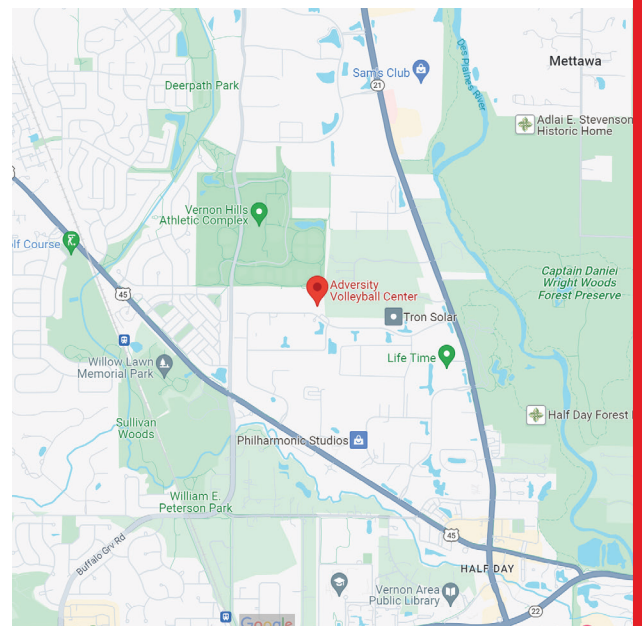 Mettawa
Sam's Club
21
Des Plaines River
Deerpath Park
Adlai E. Stevenson
Historic Home
Vernon Hills
Athletic Complex
olf Course
Captain Daniel
Wright Woods
Forest Preserve
45
Adversity
Volleyball Center
Tron Solar
Life Time
Willow Lawn
Memorial Park
Half Day Forest
Sullivan
Woods
Philharmonic Studios
William E.
Peterson Park
45
Buffalo Grv Rd
HALF DAY
Vernon Area
Public Library
22
Google